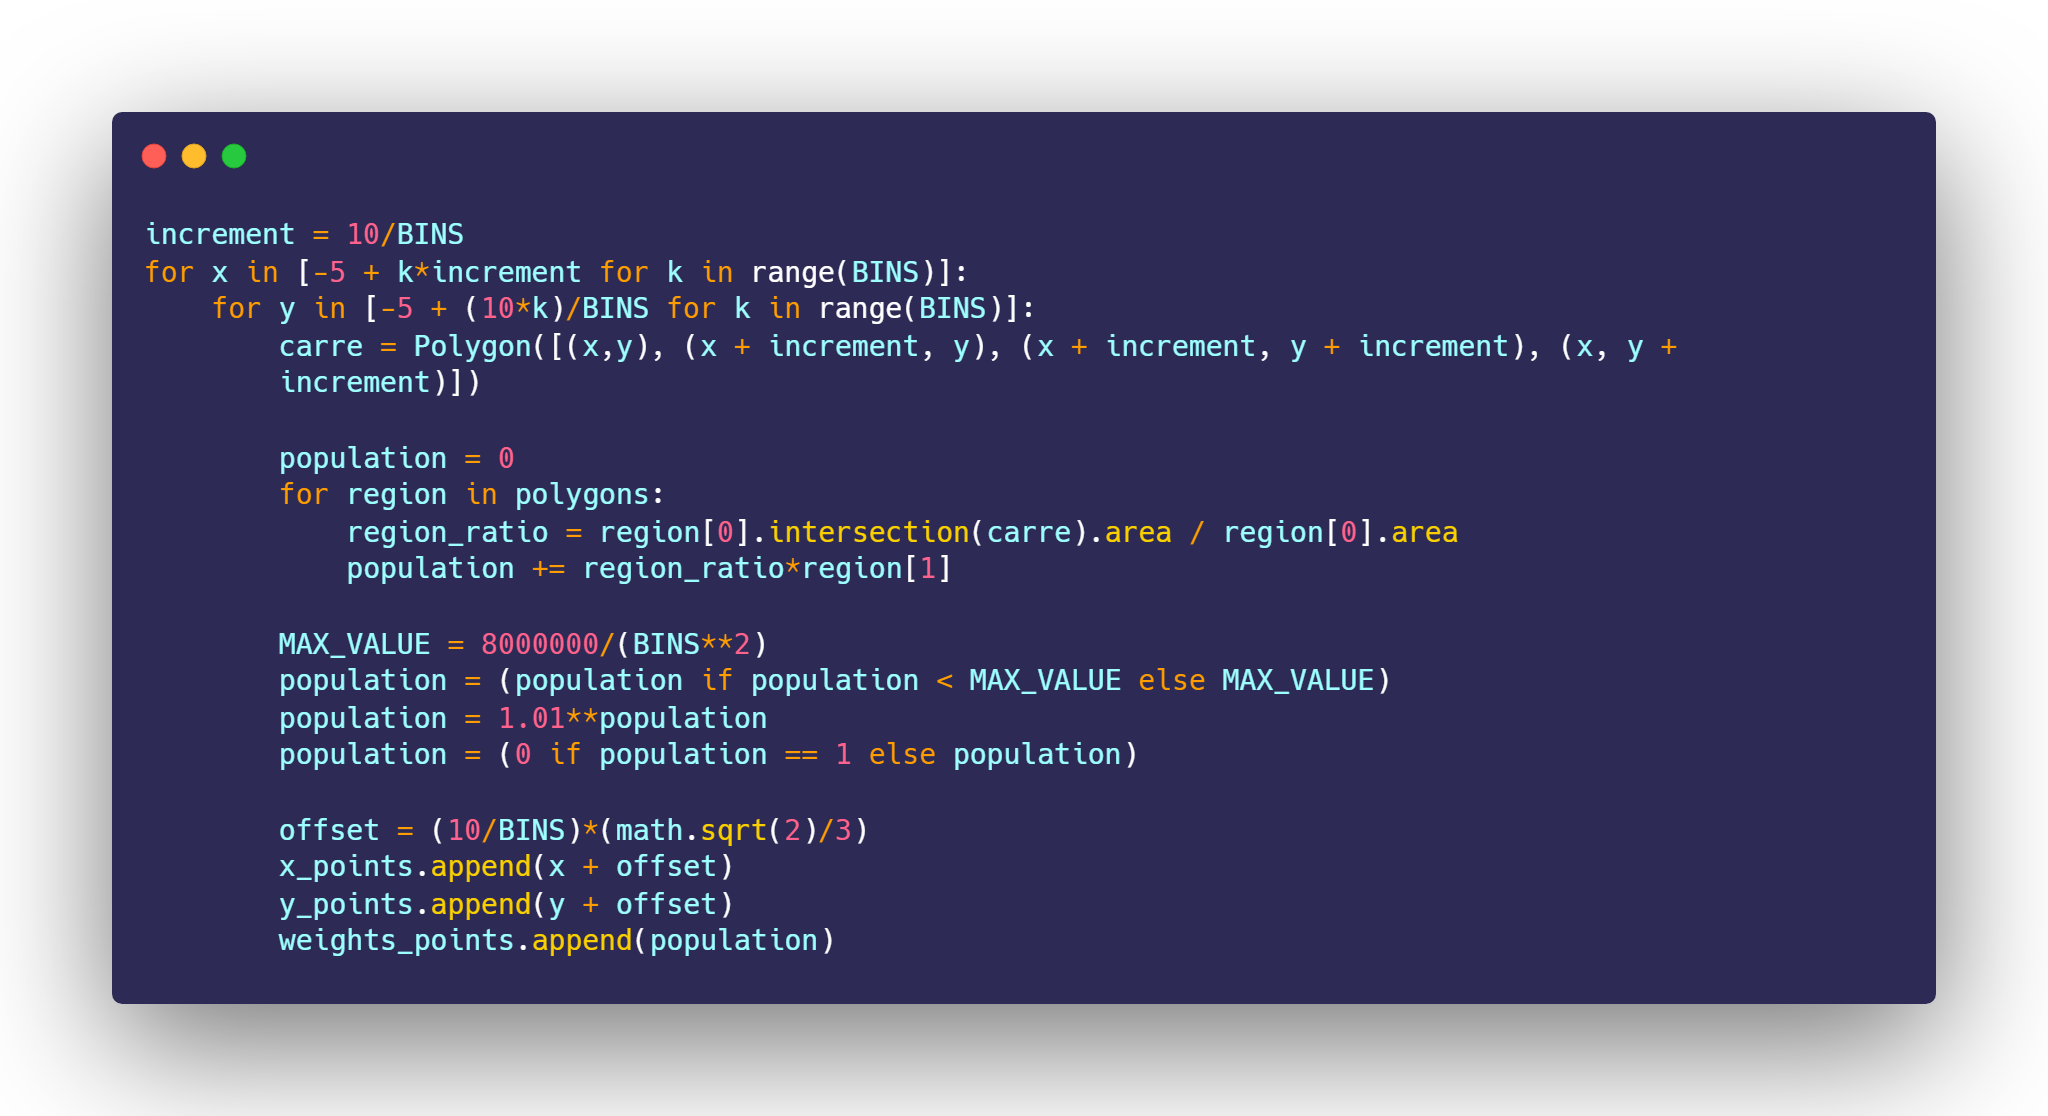 increment = 10/BINS
for x in [-5 + k*increment for k in range(BINS)]:
    for y in [-5 + (10*k)/BINS for k in range(BINS)]:
        carre = Polygon([(x,y), (x + increment, y), (x + increment, y + increment), (x, y +
        increment)])

        population = 0
        for region in polygons:
            region_ratio = region[0].intersection(carre).area / region[0].area
            population += region_ratio*region[1]

        MAX_VALUE = 8000000/(BINS**2)
        population = (population if population < MAX_VALUE else MAX_VALUE)
        population = 1.01**population
        population = (0 if population == 1 else population)

        offset = (10/BINS)*(math.sqrt(2)/3)
        x_points.append(x + offset)
        y_points.append(y + offset)
        weights_points.append(population)